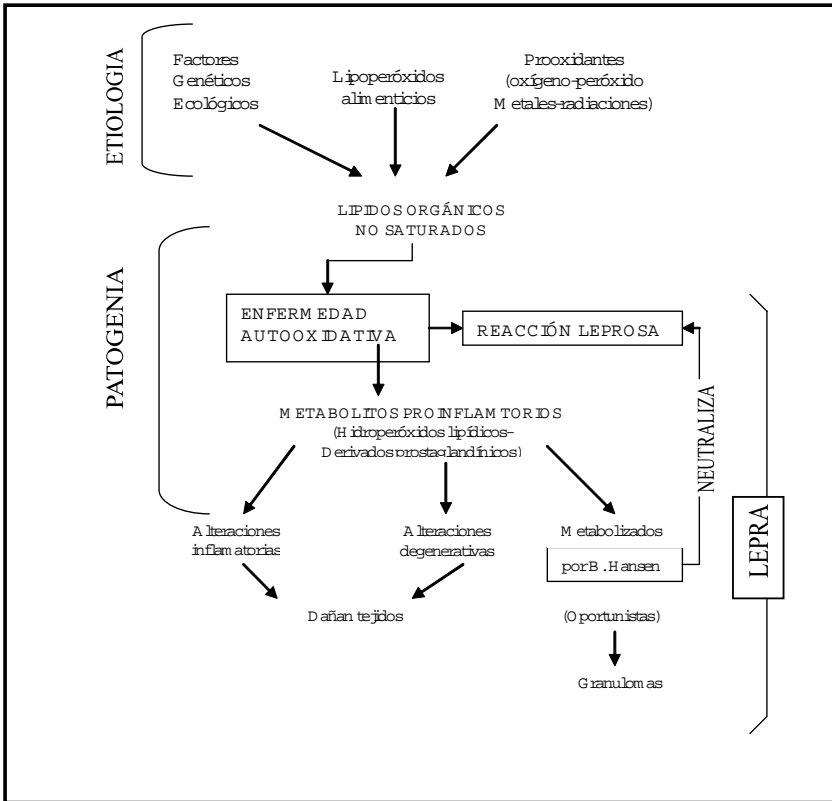 ETIOLOGIA
Factores
Genéticos
Ecológicos
Lipoperóxidos
alimenticios
Prooxidantes
(oxígeno-peróxido
Metales-radiaciones)
LIPIDOS ORGÁNICOS
NO SATURADOS
PATOGENIA
ENFERMEDAD
AUTOOXIDATIVA
REACCIÓN LEPROSA
METABOLITOS PROINFLAMTORIOS
(Hidroperóxidos lipídicos-
Derivados prostaglandínicos)
NEUTRALIZA
Alteraciones
inflamatorias
Alteraciones
degenerativas
Metabolizados
por B. Hansen
LEPRA
Dañan tejidos
(Oportunistas)
Granulomas